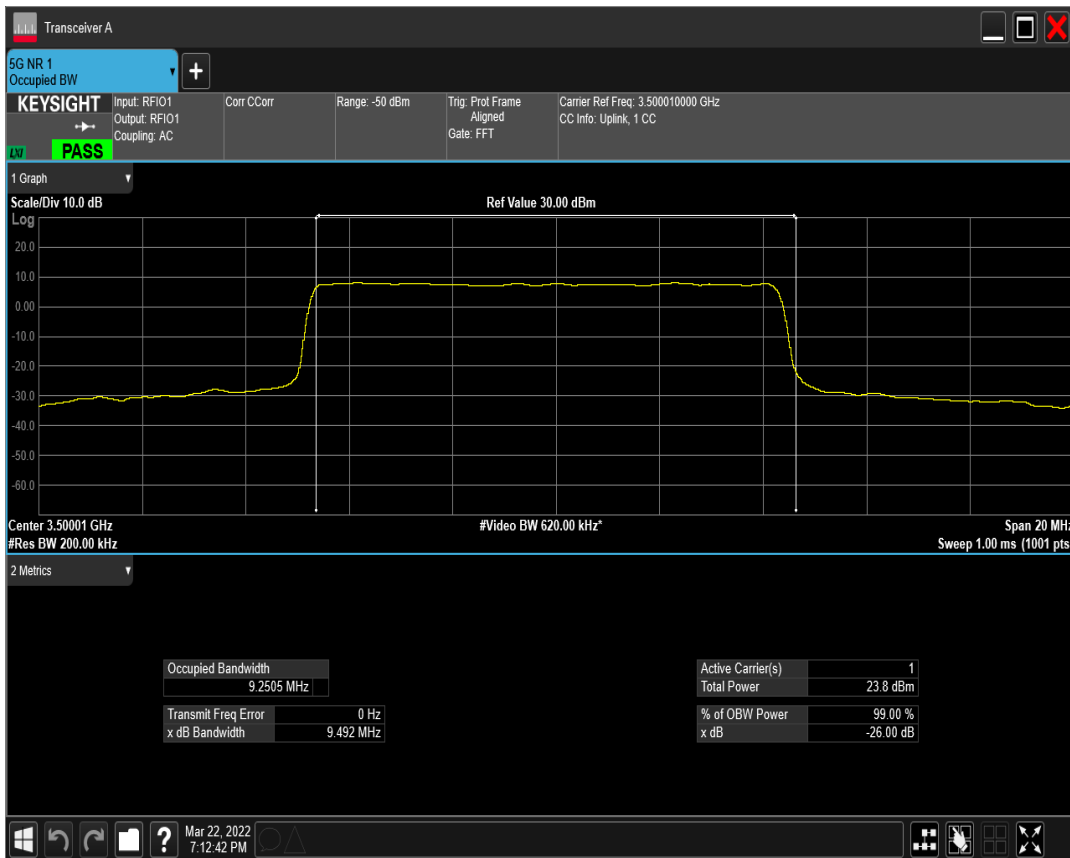 Transceiver A
5G NR 1
Occupied BW
+
KEYSIGHT
LXI
PASS
Input: RFIO1
Output: RFIO1
Coupling: AC
Corr CCorr
Range: -50 dBm
Trig: Prot Frame
Aligned
Gate: FFT
Carrier Ref Freq: 3.500010000 GHz
CC Info: Uplink, 1 CC
1 Graph
Scale/Div 10.0 dB
Ref Value 30.00 dBm
Log
20.0
10.0
0.00
-10.0
-20.0
-30.0
-40.0
-50.0
-60.0
Center 3.50001 GHz
#Video BW 620.00 kHz*
Span 20 MHz
#Res BW 200.00 kHz
Sweep 1.00 ms (1001 pts
2 Metrics
Occupied Bandwidth
9.2505 MHz
Transmit Freq Error 0 Hz
x dB Bandwidth 9.492 MHz
Active Carrier(s) 1
Total Power 23.8 dBm
% of OBW Power 99.00 %
x dB -26.00 dB
?
Mar 22, 2022
7:12:42 PM